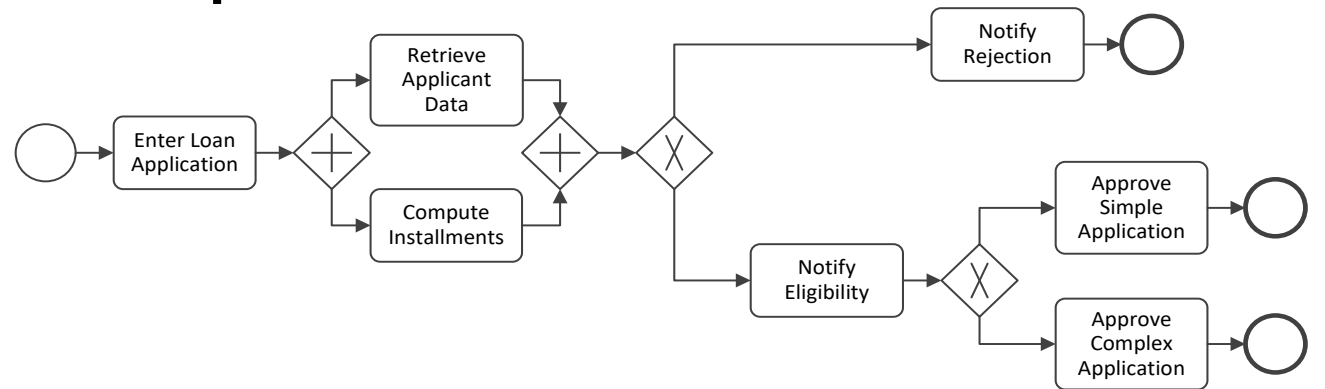 Enter Loan
Application
Retrieve
Applicant
Data
Compute
Installments
Notify
Rejection
Notify
Eligibility
Approve
Simple
Application
Approve
Complex
Application